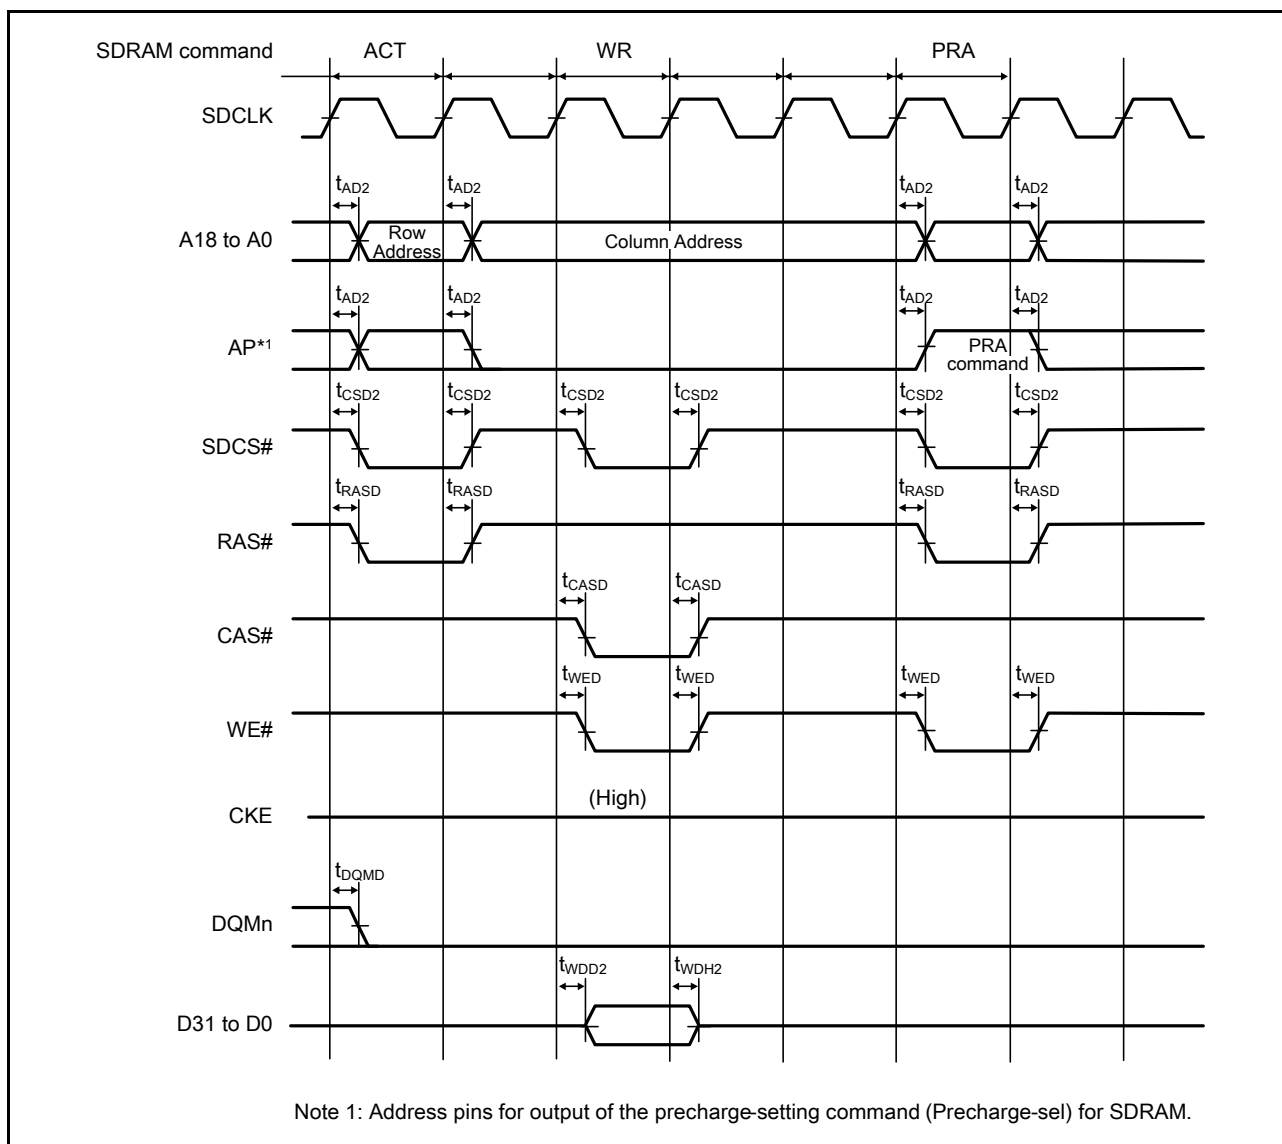 SDRAM command ACT WR PRA
SDCLK
tAD2 tAD2 tAD2 tAD2
A18 to A0 Row Address Column Address
tAD2 tAD2 tAD2 tAD2
AP*1 PRA command
tCSD2 tCSD2 tCSD2 tCSD2 tCSD2 tCSD2
SDCS#
tRASD tRASD tRASD tRASD
RAS#
tCASD tCASD
CAS#
tWED tWED tWED tWED
WE#
(High)
CKE
tDQMD
DQMn
tWDD2 tWDH2
D31 to D0
Note 1: Address pins for output of the precharge-setting command (Precharge-sel) for SDRAM.